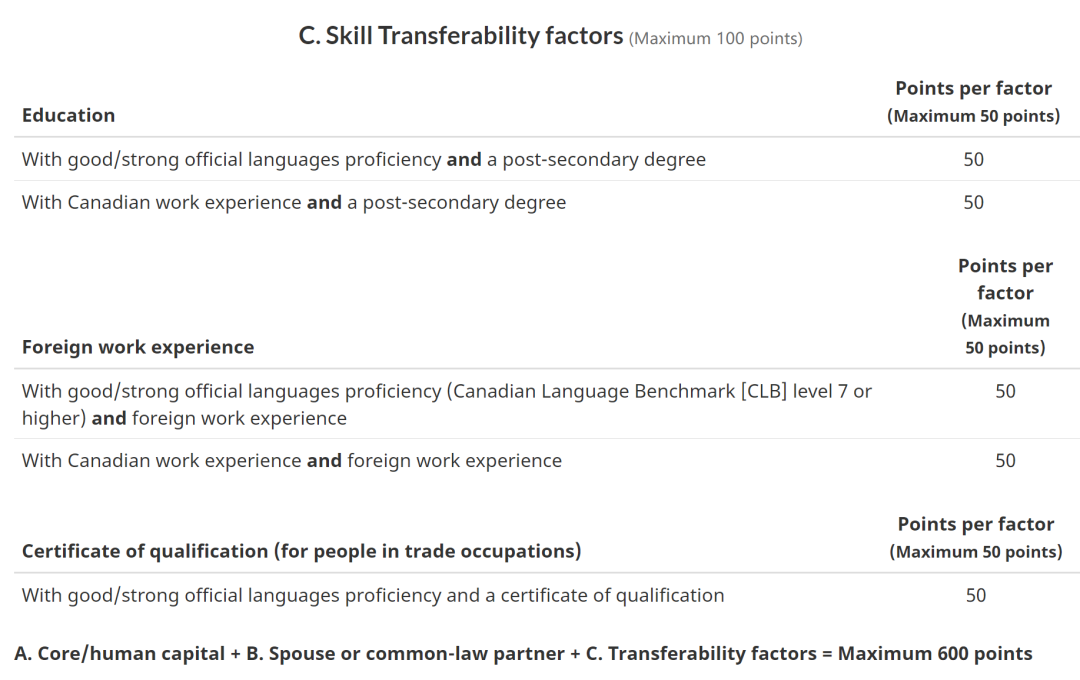 C. Skill Transferability factors (Maximum 100 points)
Education
Points per factor
(Maximum 50 points)
With good/strong official languages proficiency and a post-secondary degree 50
With Canadian work experience and a post-secondary degree 50
Foreign work experience
Points per
factor
(Maximum
50 points)
With good/strong official languages proficiency (Canadian Language Benchmark [CLB] level 7 or 50
higher) and foreign work experience
With Canadian work experience and foreign work experience 50
Certificate of qualification (for people in trade occupations)
Points per factor
(Maximum 50 points)
With good/strong official languages proficiency and a certificate of qualification 50
A. Core/human capital + B. Spouse or common-law partner + C. Transferability factors = Maximum 600 points